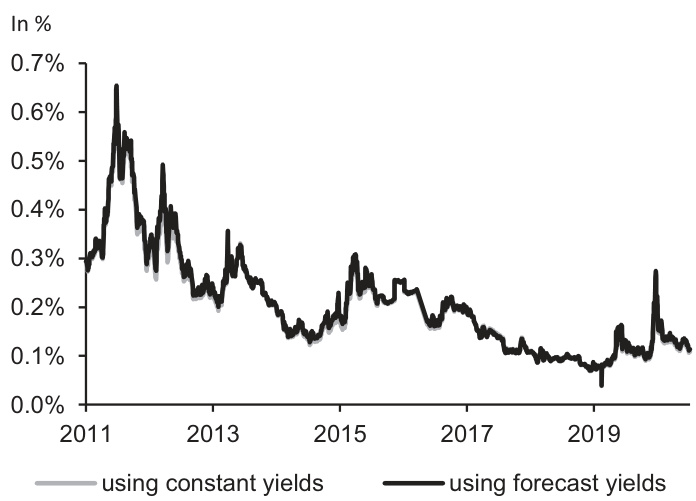 In %
0.7%
0.6%
0.5%
0.4%
0.3%
0.2%
0.1%
0.0%
2011 2013 2015 2017 2019
using constant yields using forecast yields